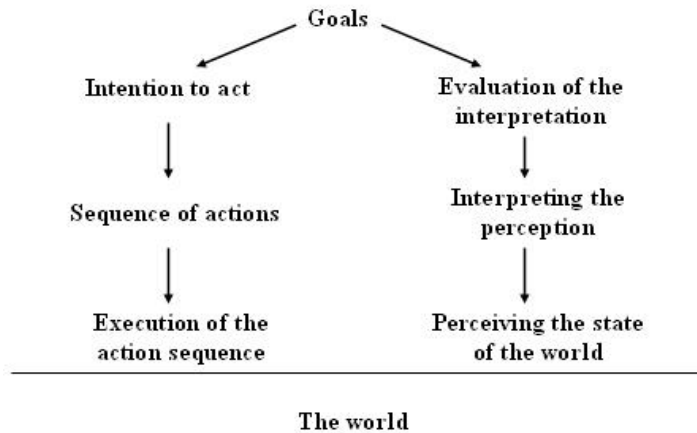 Goals
Intention to act
Evaluation of the
interpretation
Sequence of actions
Interpreting the
perception
Execution of the
action sequence
Perceiving the state
of the world
The world